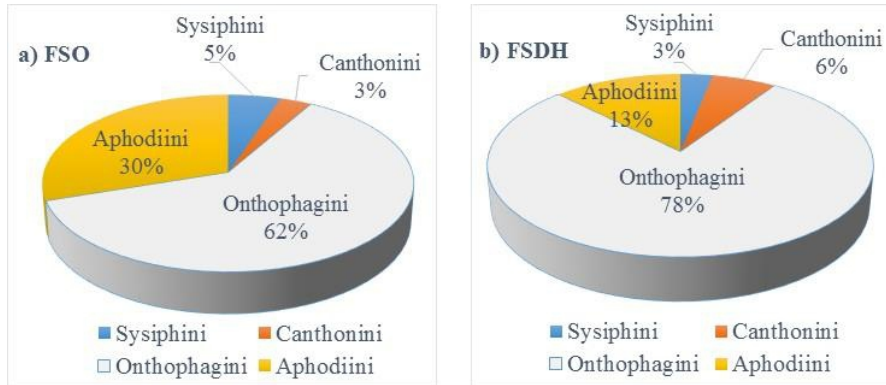 a) FSO
Sysiphini
5%
Canthonini
3%
Aphodiini
30%
Onthophagini
62%
Sysiphini Canthonini
Onthophagini Aphodiini
b) FSDH
Sysiphini
3%
Canthonini
6%
Aphodiini
13%
Onthophagini
78%
Sysiphini Canthonini
Onthophagini Aphodiini